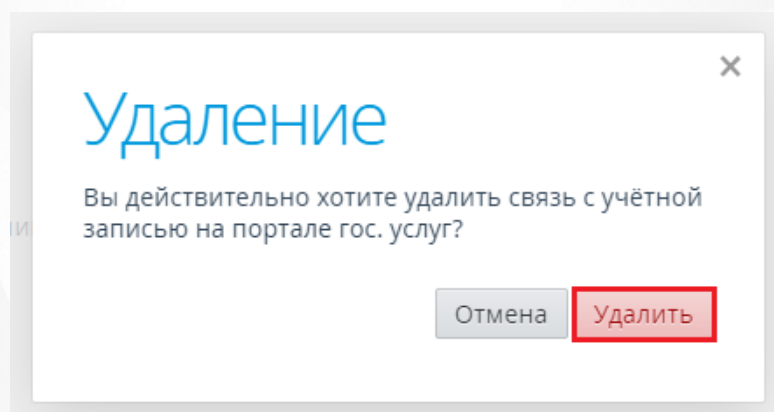 Удаление
Вы действительно хотите удалить связь с учётной
записью на портале гос. услуг?
Отмена
Удалить